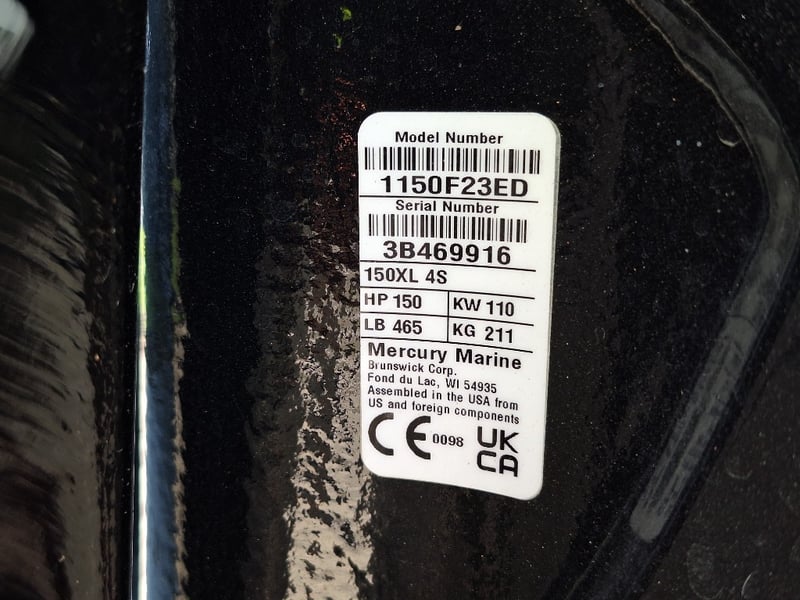 Model Number
1150F23ED
Serial Number
3B469916
150XL 4S
HP 150 KW 110
LB 465 KG 211
Mercury Marine
Brunswick Corp.
Fond du Lac, WI 54935
Assembled in the USA from
US and foreign components
CE 0098 UK
CA